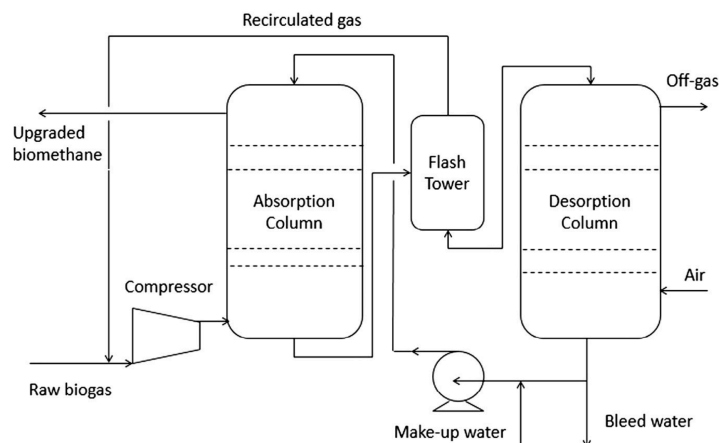 Recirculated gas
Off-gas
Upgraded
biomethane
Flash
Tower
Absorption
Column
Desorption
Column
Air
Compressor
Raw biogas
Make-up water
Bleed water